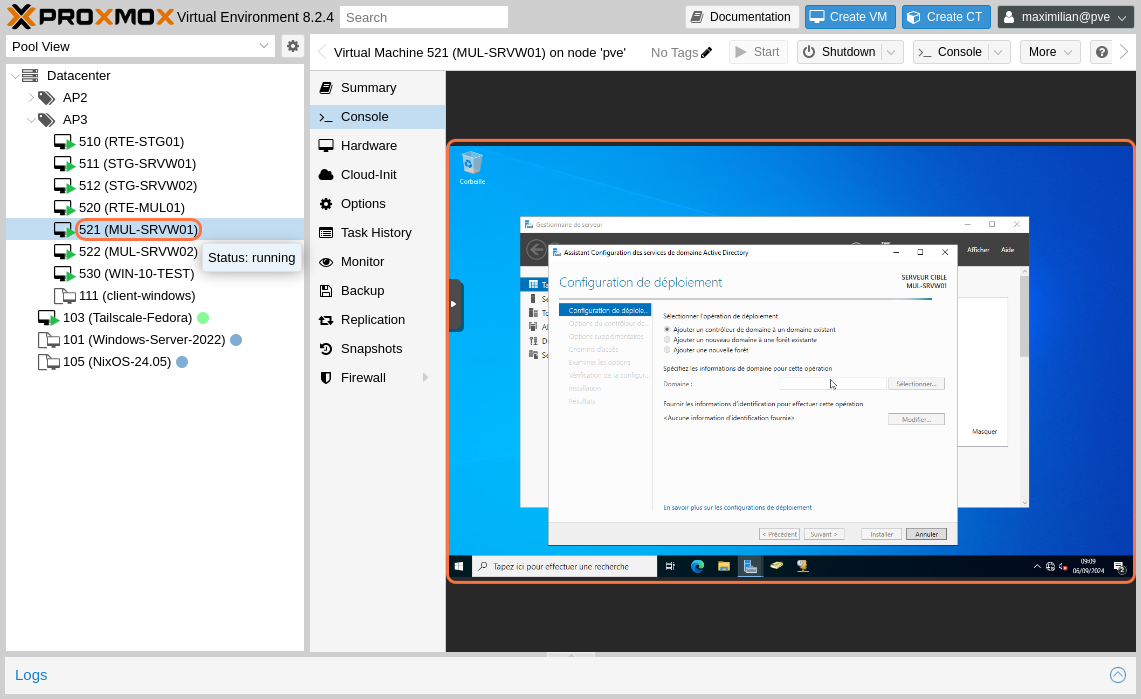 PROXMOX Virtual Environment 8.2.4 Search Documentation Create VM Create CT maximilian@pve
Pool View
Virtual Machine 521 (MUL-SRVW01) on node 'pve' No Tags Start Shutdown Console More
Datacenter
AP2
AP3
510 (RTE-STG01)
511 (STG-SRVW01)
512 (STG-SRVW02)
520 (RTE-MUL01)
521 (MUL-SRVW01)
522 (MUL-SRVW02)
Status: running
530 (WIN-10-TEST)
111 (client-windows)
103 (Tailscale-Fedora)
101 (Windows-Server-2022)
105 (NixOS-24.05)
Summary
Console
Hardware
Cloud-Init
Options
Task History
Monitor
Backup
Replication
Snapshots
Firewall
Corbeille
Gestionnaire de serveur
Afficher Aide
Assistant Configuration des services de domaine Active Directory
Configuration de déploiement
SERVEUR CIBLE
MUL-SRVW01
Configuration de déploie...
Options du contrôleur de...
Options supplémentaires
Chemins d'accès
Examiner les options
Vérification de la configur...
Installation
Résultats
Sélectionner l'opération de déploiement
Ajouter un contrôleur de domaine à un domaine existant
Ajouter un nouveau domaine à une forêt existante
Ajouter une nouvelle forêt
Spécifiez les informations de domaine pour cette opération
Domaine : Sélectionner...
Fournir les informations d'identification pour effectuer cette opération
<Aucune information d'identification fournie> Modifier...
Masquer
En savoir plus sur les configurations de déploiement
< Précédent Suivant > Installer Annuler
Tapez ici pour effectuer une recherche
09:09
06/09/2024
2
Logs